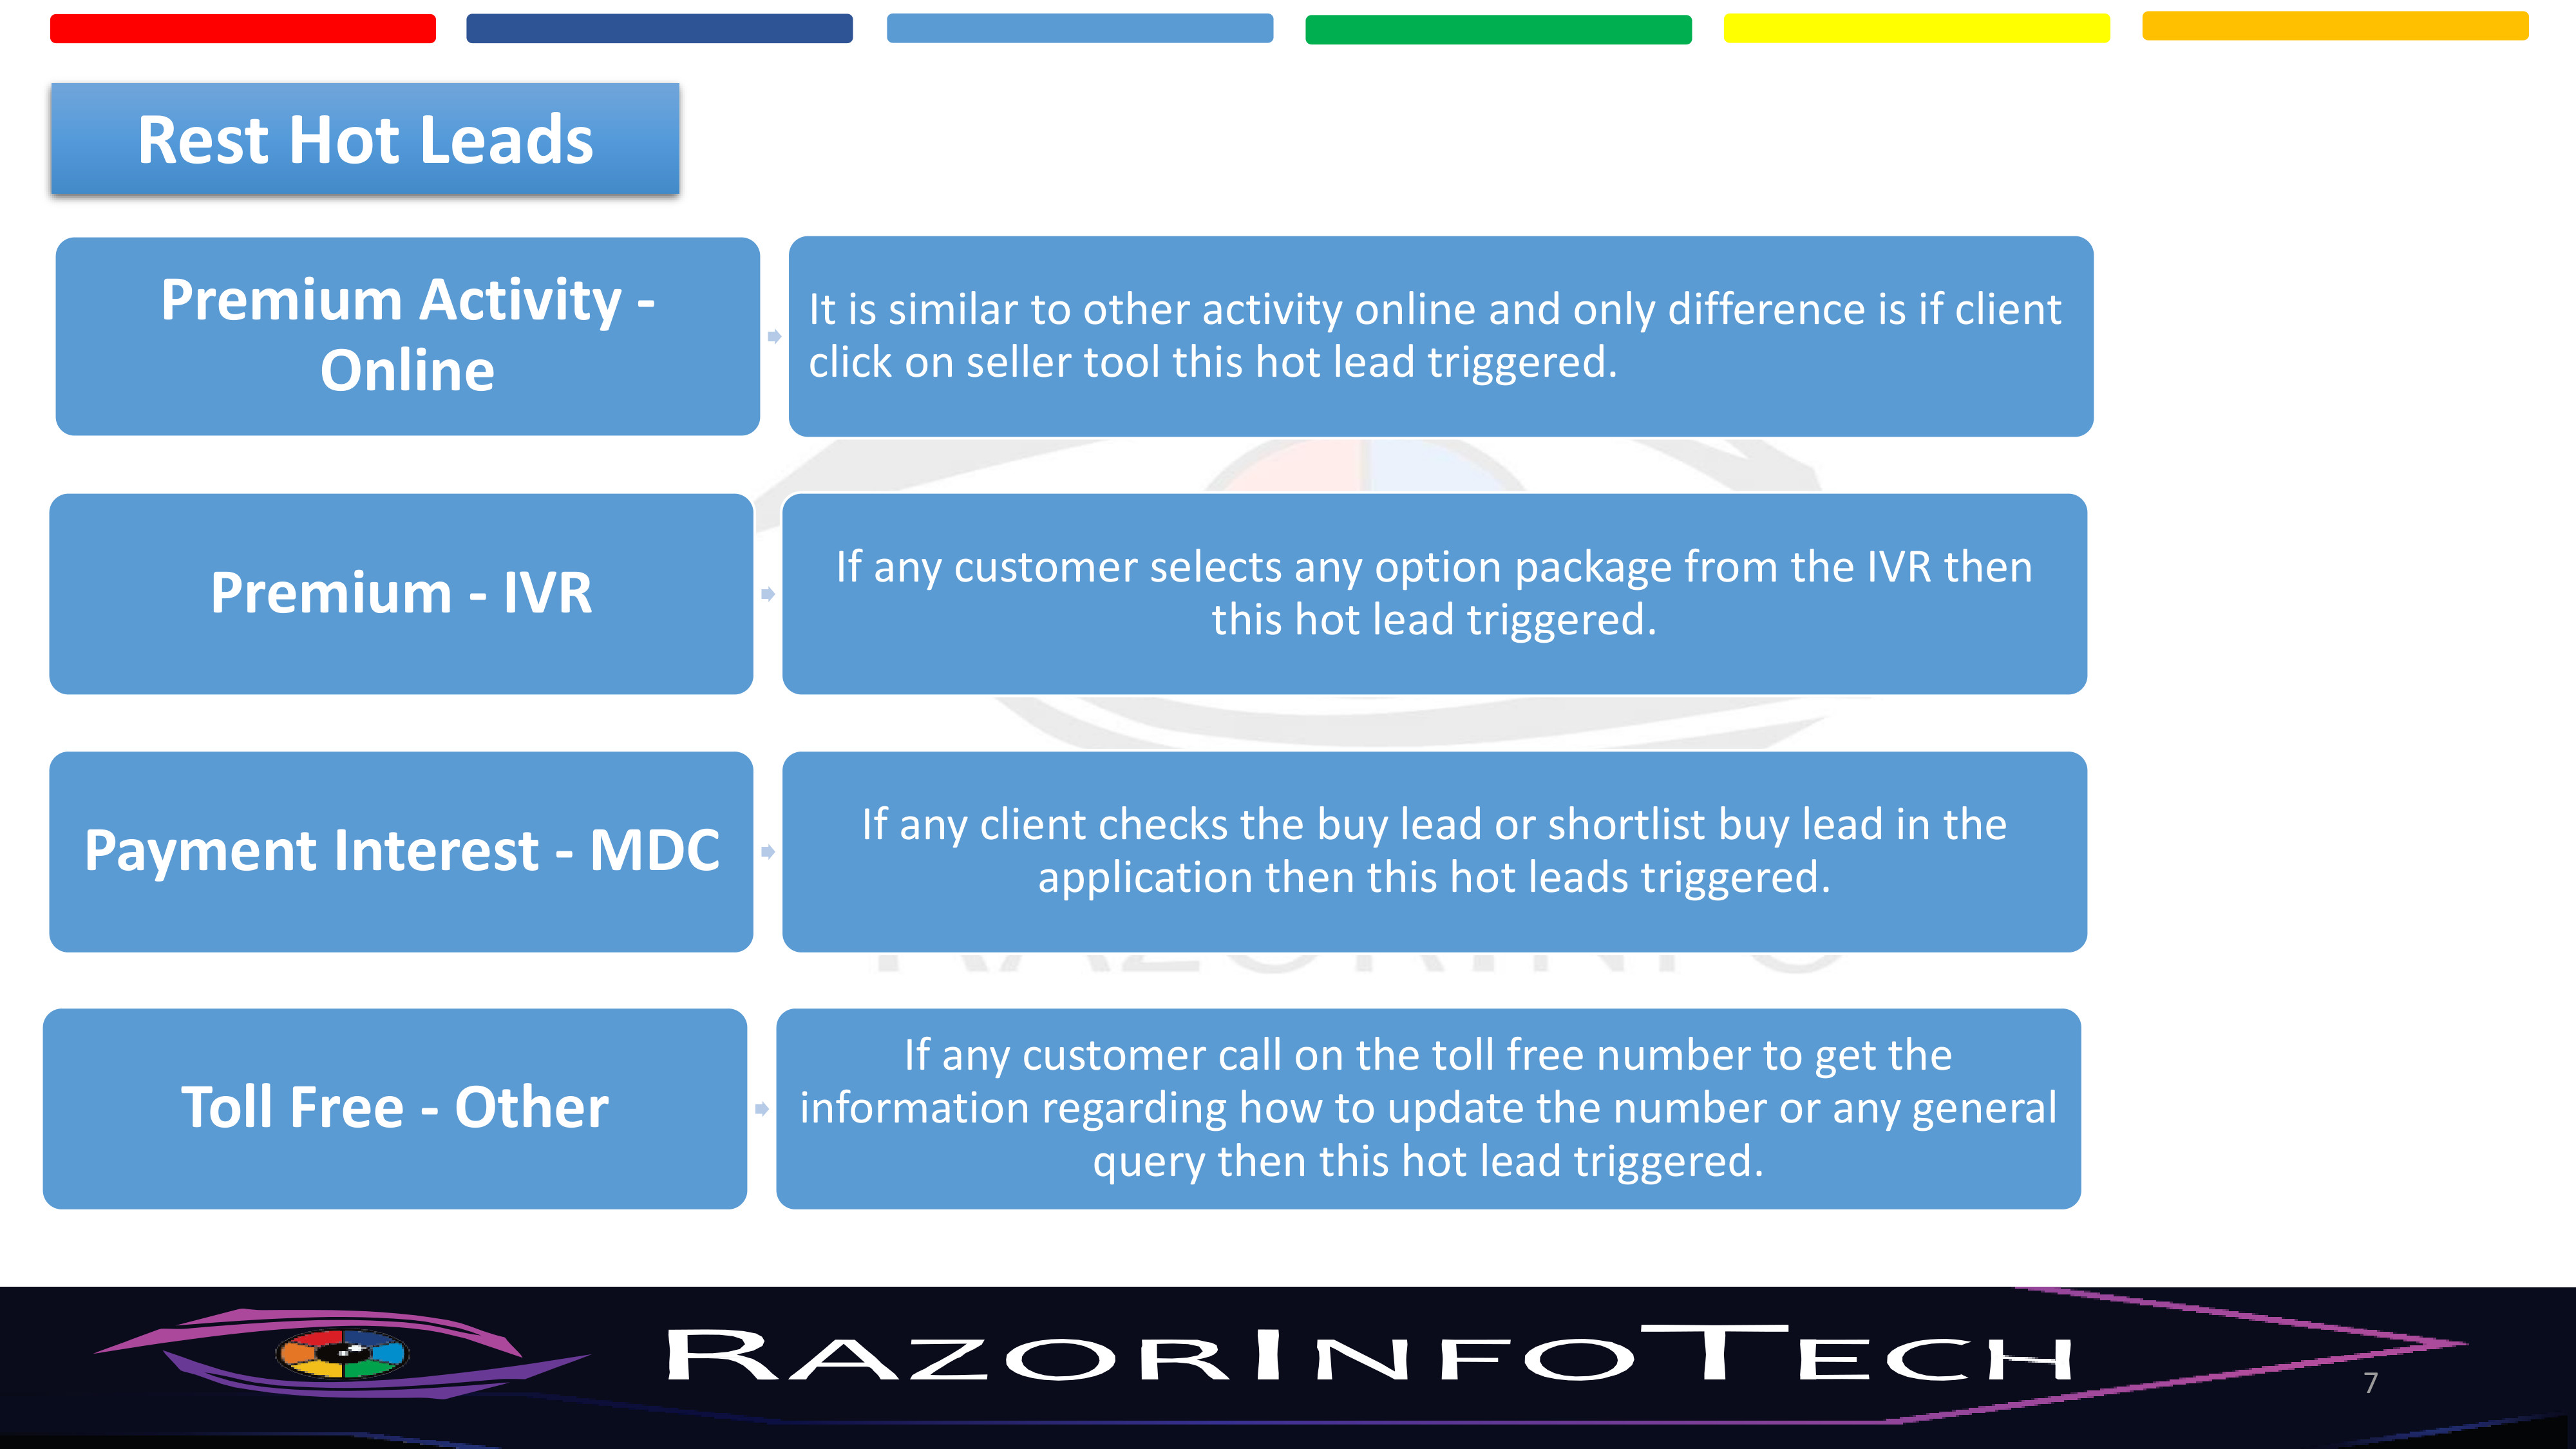 Rest Hot Leads
Premium Activity -
Online
It is similar to other activity online and only difference is if client
click on seller tool this hot lead triggered.
Premium - IVR
If any customer selects any option package from the IVR then
this hot lead triggered.
Payment Interest - MDC
If any client checks the buy lead or shortlist buy lead in the
application then this hot leads triggered.
RAZORINFO
Toll Free - Other
If any customer call on the toll free number to get the
information regarding how to update the number or any general
query then this hot lead triggered.
RAZORINFOTECH
7